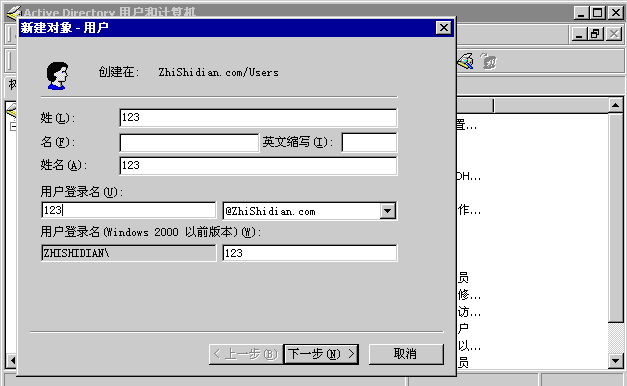 Active Directory 用户和计算机
新建对象 - 用户
创建在: ZhiShidian.com/Users
姓(L): 123
名(F): 英文缩写(I):
姓名(A): 123
用户登录名(U):
123 @ZhiShidian.com
用户登录名(Windows 2000 以前版本)(W):
ZHISHIDIAN\ 123
< 上一步(B) 下一步(N) > 取消
置...
OH...
作...
员
修...
访...
户
以...
员